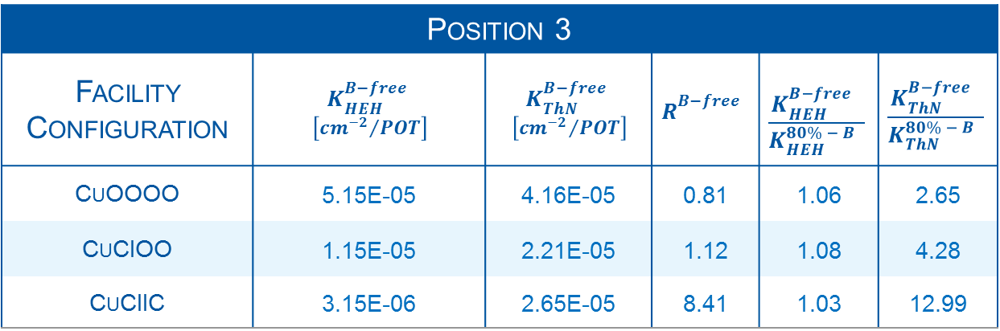 POSITION 3
FACILITY CONFIGURATION K_{HEH}^{B-free} [cm^{-2}/POT] K_{ThN}^{B-free} [cm^{-2}/POT] R^{B-free} K_{HEH}^{B-free}/K_{HEH}^{80% - B} K_{ThN}^{B-free}/K_{ThN}^{80% - B}
CUOOOO 5.15E-05 4.16E-05 0.81 1.06 2.65
CUCIOO 1.15E-05 2.21E-05 1.12 1.08 4.28
CUCIIC 3.15E-06 2.65E-05 8.41 1.03 12.99